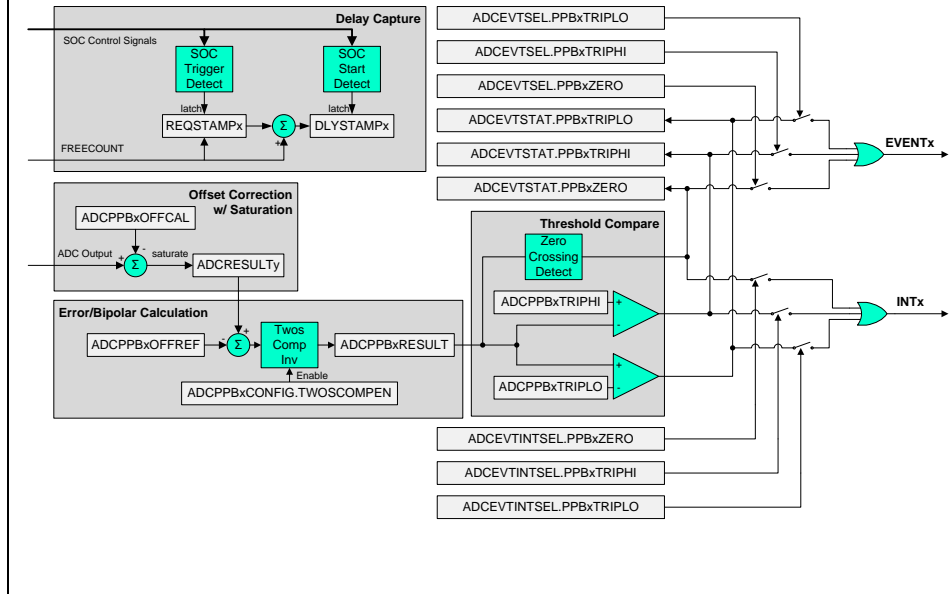 Delay Capture
SOC Control Signals
SOC
Trigger
Detect
SOC
Start
Detect
latch
latch
REQSTAMPx
Σ
DLYSTAMPx
+
-
FREECOUNT
Offset Correction
w/ Saturation
ADCPPBxOFFCAL
ADC Output
+
-
Σ
saturate
ADCRESULTy
Error/Bipolar Calculation
ADCPPBxOFFREF
-
+
Σ
Twos
Comp
Inv
Enable
ADCPPBxRESULT
ADCPPBxCONFIG.TWOSCOMPEN
ADCEVTSEL.PPBxTRIPLO
ADCEVTSEL.PPBxTRIPHI
ADCEVTSEL.PPBxZERO
ADCEVTSTAT.PPBxTRIPLO
ADCEVTSTAT.PPBxTRIPHI
ADCEVTSTAT.PPBxZERO
EVENTx
Threshold Compare
Zero
Crossing
Detect
ADCPPBxTRIPHI
+
-
ADCPPBxTRIPLO
+
-
INTx
ADCEVTINTSEL.PPBxZERO
ADCEVTINTSEL.PPBxTRIPHI
ADCEVTINTSEL.PPBxTRIPLO